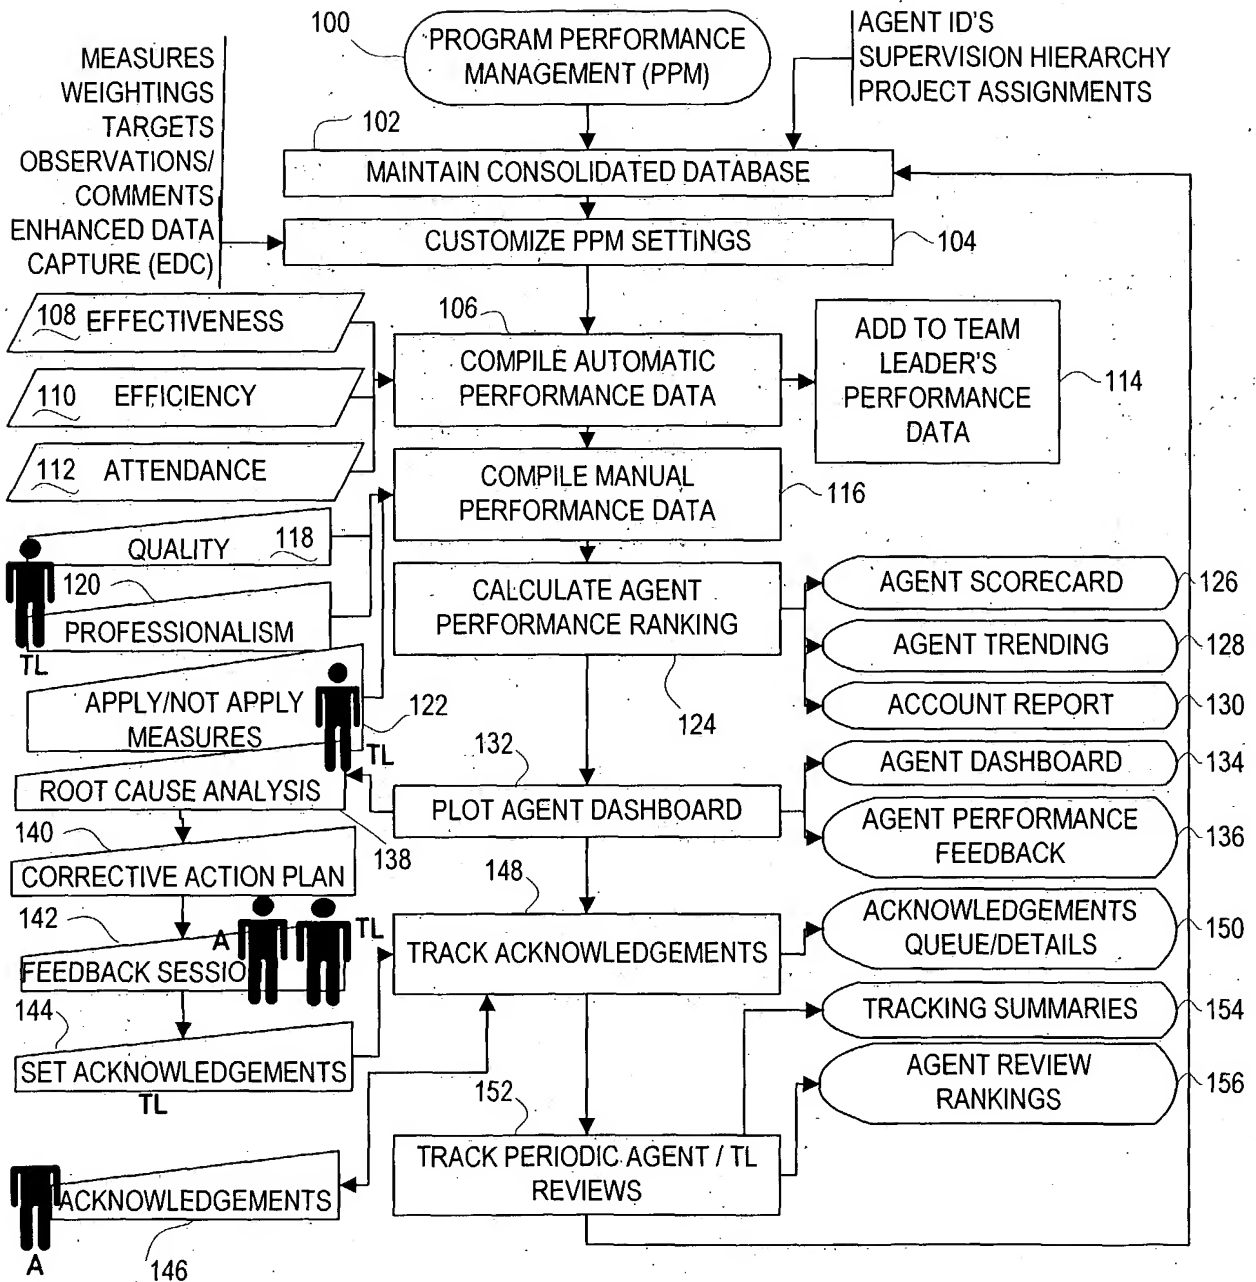 100
PROGRAM PERFORMANCE
MANAGEMENT (PPM)
AGENT ID'S
SUPERVISION HIERARCHY
PROJECT ASSIGNMENTS
MEASURES
WEIGHTINGS
TARGETS
OBSERVATIONS/
COMMENTS
ENHANCED DATA
CAPTURE (EDC)
102
MAINTAIN CONSOLIDATED DATABASE
CUSTOMIZE PPM SETTINGS
104
108 EFFECTIVENESS
110 EFFICIENCY
112 ATTENDANCE
106
COMPILE AUTOMATIC
PERFORMANCE DATA
ADD TO TEAM
LEADER'S
PERFORMANCE
DATA
114
COMPILE MANUAL
PERFORMANCE DATA
116
QUALITY 118
120
PROFESSIONALISM
TL
APPLY/NOT APPLY
MEASURES
122
TL
CALCULATE AGENT
PERFORMANCE RANKING
124
AGENT SCORECARD
126
AGENT TRENDING
128
ACCOUNT REPORT
130
132
PLOT AGENT DASHBOARD
AGENT DASHBOARD
134
AGENT PERFORMANCE
FEEDBACK
136
ROOT CAUSE ANALYSIS
138
140
CORRECTIVE ACTION PLAN
142
A
TL
FEEDBACK SESSIO
144
SET ACKNOWLEDGEMENTS
TL
148
TRACK ACKNOWLEDGEMENTS
ACKNOWLEDGEMENTS
QUEUE/DETAILS
150
TRACKING SUMMARIES
154
AGENT REVIEW
RANKINGS
156
152
TRACK PERIODIC AGENT / TL
REVIEWS
ACKNOWLEDGEMENTS
A
146